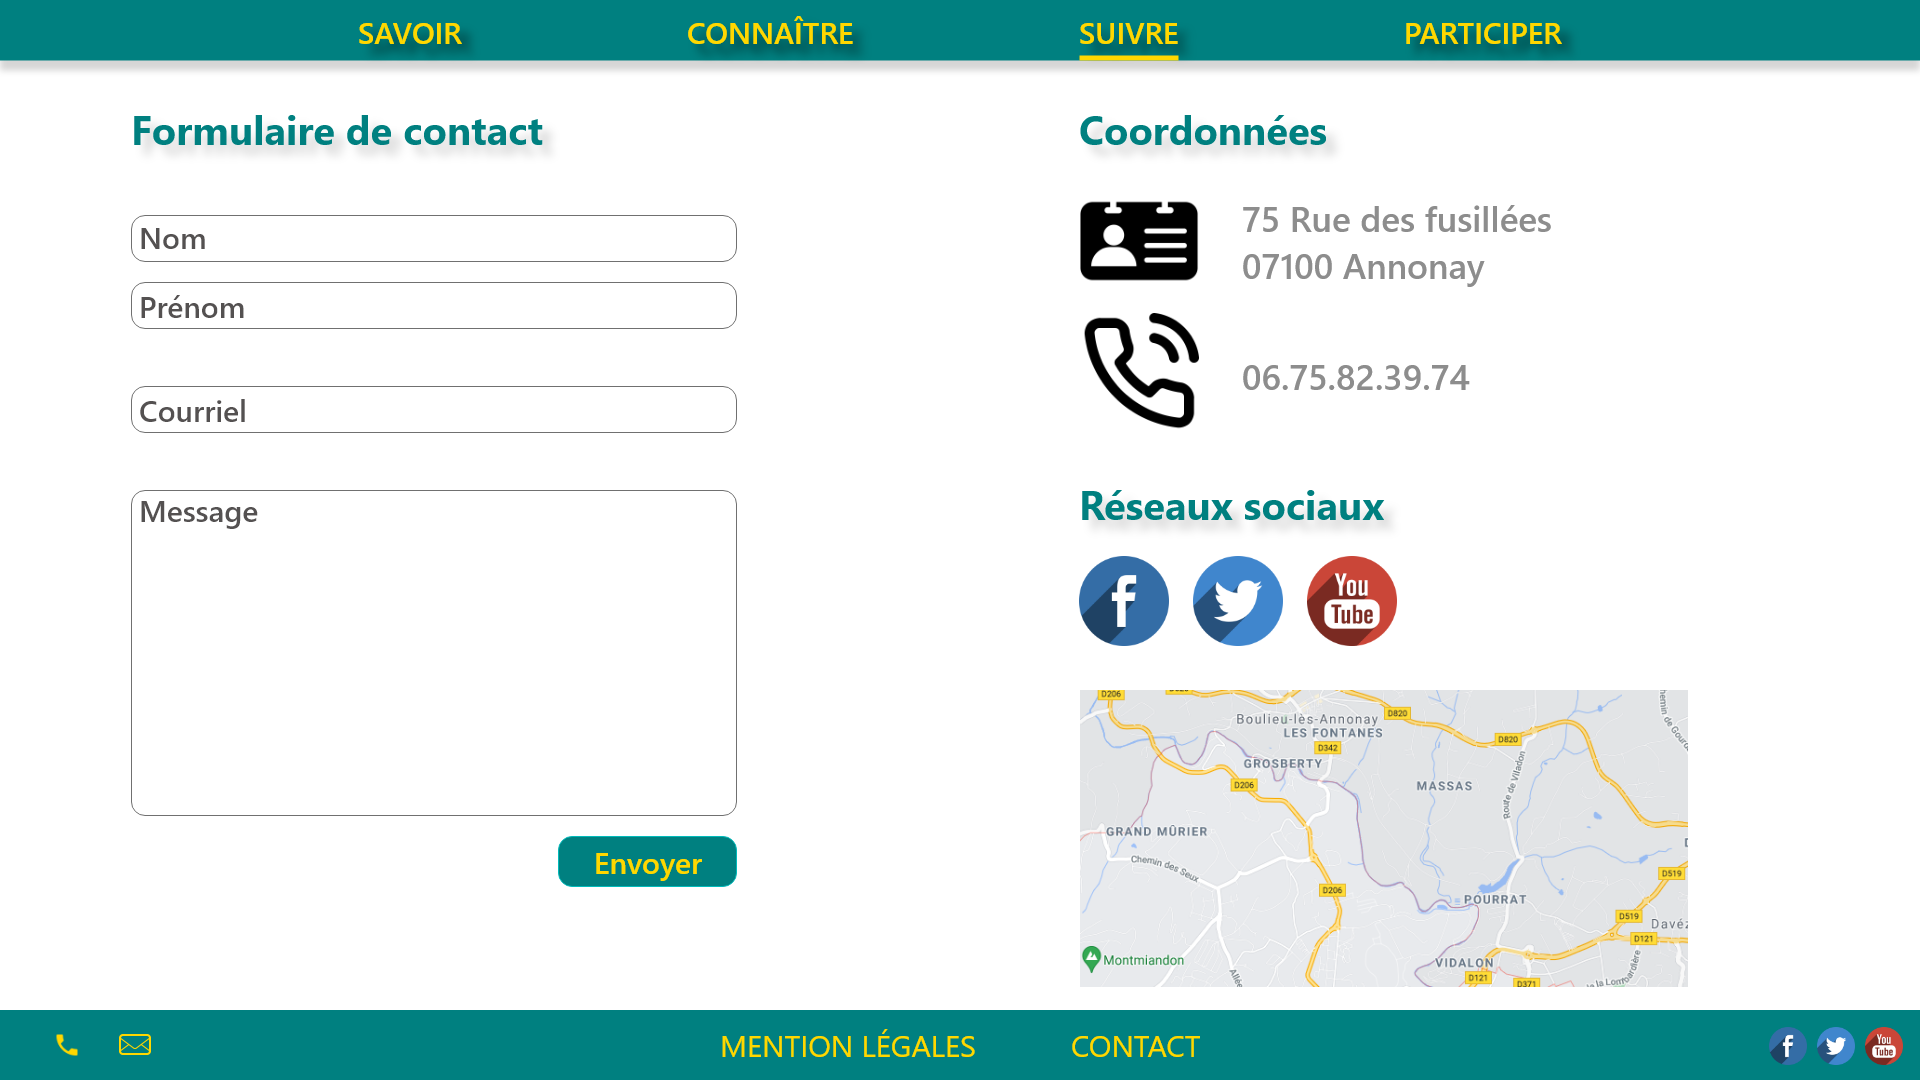 SAVOIR
CONNAÎTRE
SUIVRE
PARTICIPER
Formulaire de contact
Nom
Prénom
Courriel
Message
Envoyer
Coordonnées
75 Rue des fusillées
07100 Annonay
06.75.82.39.74
Réseaux sociaux
You
Tube
D206
D820
Boulieu-lès-Annonay
LES FONTANES
D342
D820
GROSBERTY
D206
MASSAS
Route de Viladon
GRAND MÛRIER
Chemin des Seux
D206
POURRAT
D519
D519
D121
Montmiandon
VIDALON
D121
D371
Allée
MENTION LÉGALES
CONTACT
You
Tube